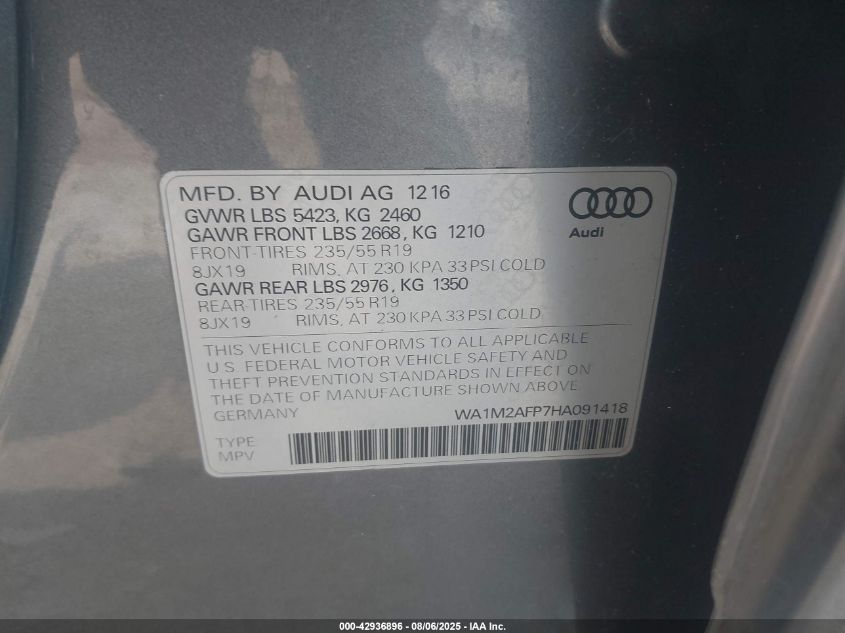 MFD. BY AUDI AG 12 16
GVWR LBS 5423, KG 2460
GAWR FRONT LBS 2668, KG 1210
FRONT-TIRES 235/55 R19
8JX19 RIMS, AT 230 KPA 33 PSI COLD
GAWR REAR LBS 2976, KG 1350
REAR-TIRES 235/55 R19
8JX19 RIMS, AT 230 KPA 33 PSI COLD
Audi
THIS VEHICLE CONFORMS TO ALL APPLICABLE
U.S. FEDERAL MOTOR VEHICLE SAFETY AND
THEFT PREVENTION STANDARDS IN EFFECT ON
THE DATE OF MANUFACTURE SHOWN ABOVE.
GERMANY WA1M2AFP7HA091418
TYPE
MPV
000-42936896 - 08/06/2025 - IAA Inc.